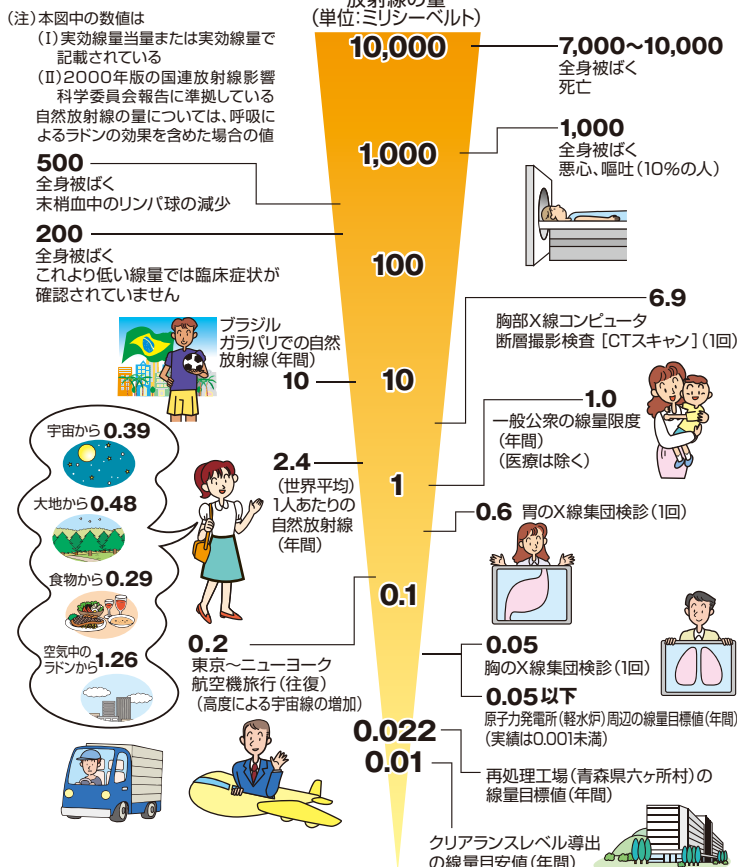 放射線の量
(単位:ミリシーベルト)
(注)本図中の数値は
(Ⅰ)実効線量当量または実効線量で
記載されている
(Ⅱ)2000年版の国連放射線影響
科学委員会報告に準拠している
自然放射線の量については、呼吸に
よるラドンの効果を含めた場合の値
10,000
7,000〜10,000
全身被ばく
死亡
1,000
1,000
全身被ばく
悪心、嘔吐(10%の人)
500
全身被ばく
末梢血中のリンパ球の減少
200
全身被ばく
これより低い線量では臨床症状が
確認されていません
100
6.9
胸部X線コンピュータ
断層撮影検査[CTスキャン](1回)
ブラジル
ガラパリでの自然
放射線(年間)
10
10
1.0
一般公衆の線量限度
(年間)
(医療は除く)
宇宙から0.39
大地から0.48
食物から0.29
空気中の
ラドンから1.26
2.4
(世界平均)
1人あたりの
自然放射線
(年間)
1
0.6 胃のX線集団検診(1回)
0.1
0.2
東京〜ニューヨーク
航空機旅行(往復)
(高度による宇宙線の増加)
0.05
胸のX線集団検診(1回)
0.05以下
原子力発電所(軽水炉)周辺の線量目標値(年間)
(実績は0.001未満)
0.022
再処理工場(青森県六ヶ所村)の
線量目標値(年間)
0.01
クリアランスレベル導出
の線量目安値(年間)